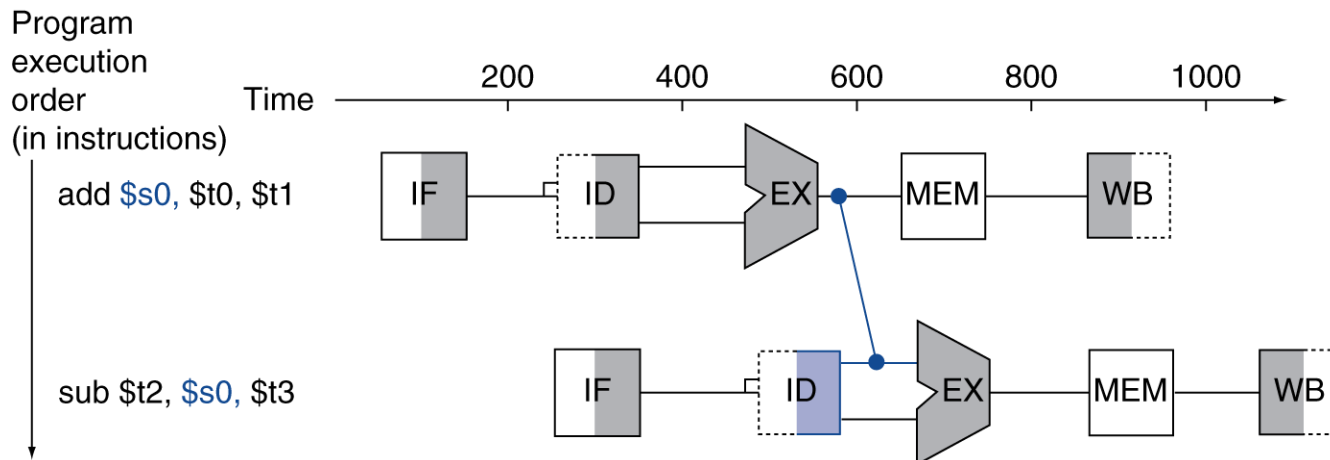 Program
execution
order
(in instructions)
Time
200 400 600 800 1000
add $s0, $t0, $t1
IF ID EX MEM WB
sub $t2, $s0, $t3
IF ID EX MEM WB